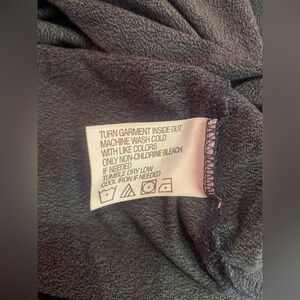 TURN GARMENT INSIDE OUT
MACHINE WASH COLD
WITH LIKE COLORS
ONLY NON-CHLORINE BLEACH
IF NEEDED
TUMBLE DRY LOW
COOL IRON IF NEEDED